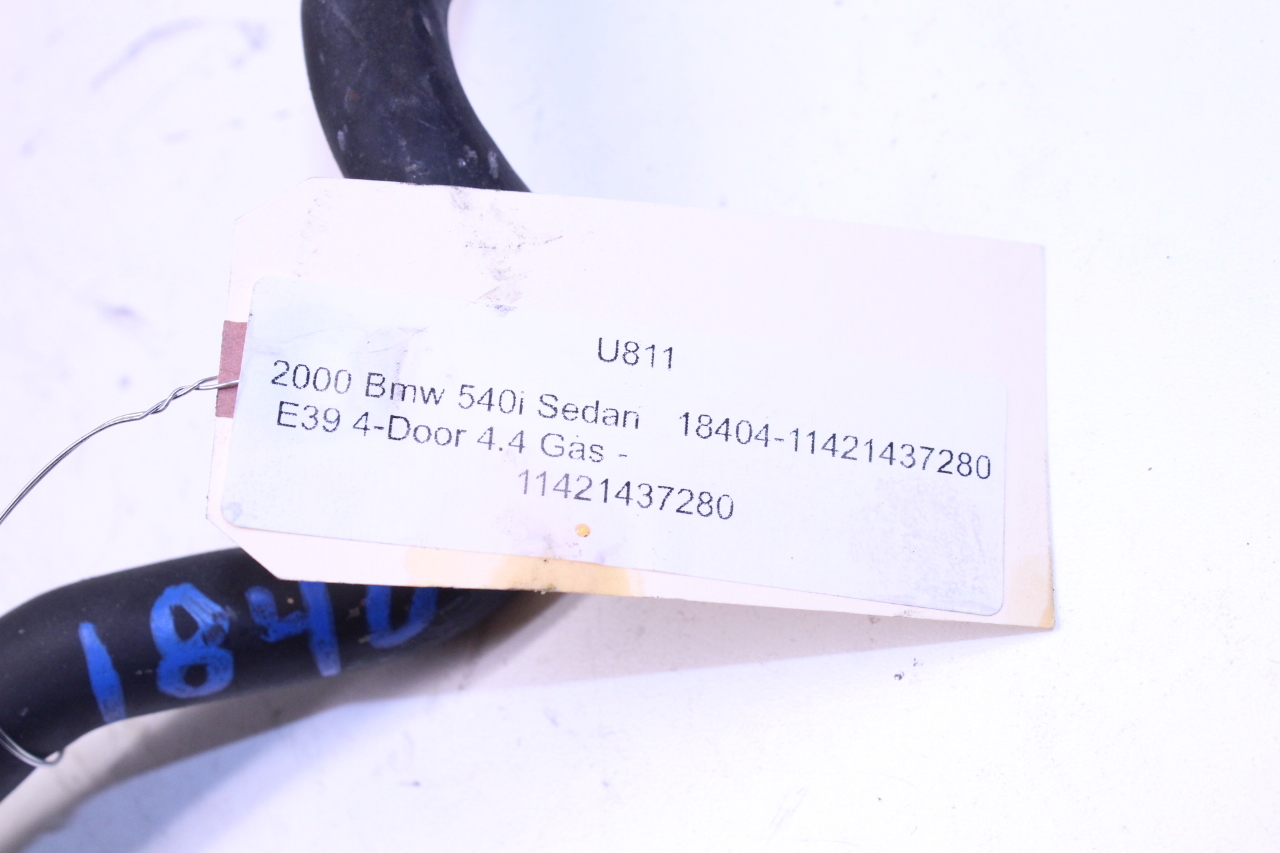 U811
2000 Bmw 540i Sedan 18404-11421437280
E39 4-Door 4.4 Gas -
11421437280
1840